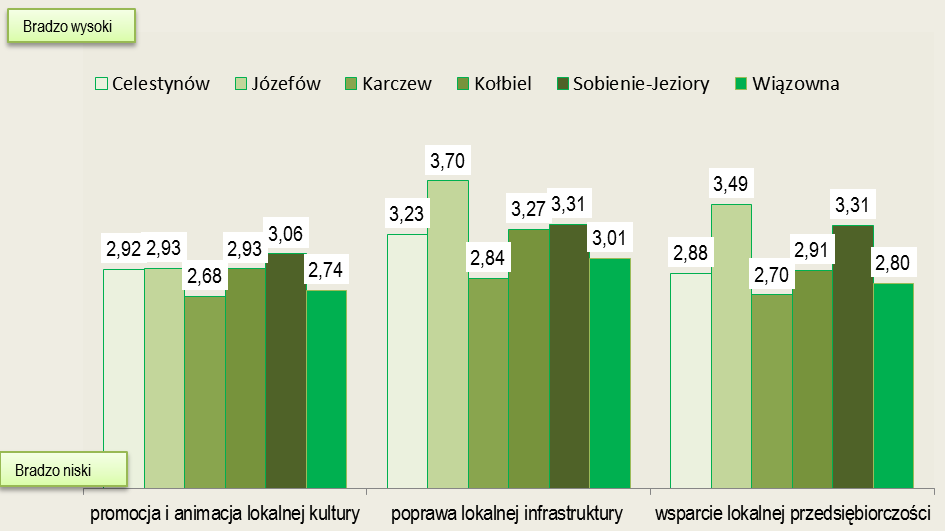 Bradzo wysoki
Celestynów Józefów Karczew Kołbiel Sobienie-Jeziory Wiązowna
2,92 2,93 2,68 2,93 3,06 2,74
3,23 3,70 2,84 3,27 3,31 3,01
2,88 3,49 2,70 2,91 3,31 2,80
Bradzo niski
promocja i animacja lokalnej kultury poprawa lokalnej infrastruktury wsparcie lokalnej przedsiębiorczości